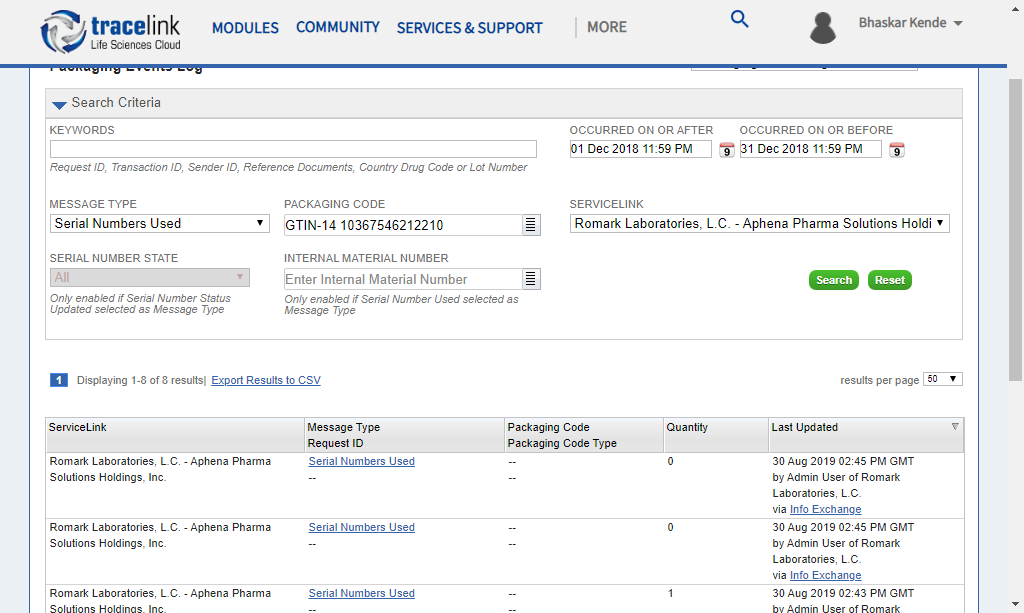 tracelink
Life Sciences Cloud
MODULES COMMUNITY SERVICES & SUPPORT MORE
Bhaskar Kende
Packaging Events Log
Search Criteria
KEYWORDS
OCCURRED ON OR AFTER OCCURRED ON OR BEFORE
01 Dec 2018 11:59 PM 9 31 Dec 2018 11:59 PM 9
Request ID, Transaction ID, Sender ID, Reference Documents, Country Drug Code or Lot Number
MESSAGE TYPE PACKAGING CODE SERVICELINK
Serial Numbers Used GTIN-14 10367546212210 Romark Laboratories, L.C. - Aphena Pharma Solutions Holdi
SERIAL NUMBER STATE INTERNAL MATERIAL NUMBER
All Enter Internal Material Number Search Reset
Only enabled if Serial Number Status
Updated selected as Message Type
Only enabled if Serial Number Used selected as
Message Type
1 Displaying 1-8 of 8 results| Export Results to CSV results per page 50
ServiceLink Message Type Packaging Code Quantity Last Updated
Request ID Packaging Code Type
Romark Laboratories, L.C. - Aphena Pharma Serial Numbers Used -- 0 30 Aug 2019 02:45 PM GMT
Solutions Holdings, Inc. -- -- by Admin User of Romark
Laboratories, L.C.
via Info Exchange
Romark Laboratories, L.C. - Aphena Pharma Serial Numbers Used -- 0 30 Aug 2019 02:45 PM GMT
Solutions Holdings, Inc. -- -- by Admin User of Romark
Laboratories, L.C.
via Info Exchange
Romark Laboratories, L.C. - Aphena Pharma Serial Numbers Used -- 1 30 Aug 2019 02:43 PM GMT
Solutions Holdings, Inc. -- -- by Admin User of Romark